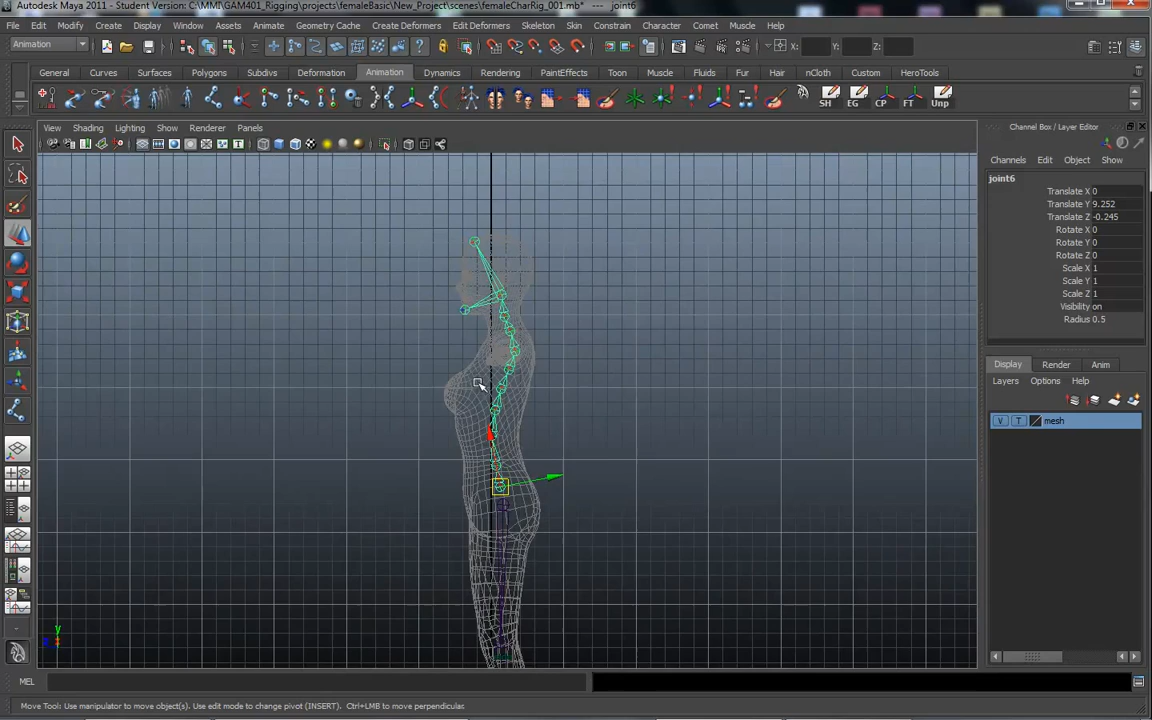 Autodesk Maya 2011 - Student Version: C:\MMI\GAM401_Rigging\projects\femaleBasic\New_Project\scenes\femaleCharRig_001.mb* --- joint6
File Edit Modify Create Display Window Assets Animate Geometry Cache Create Deformers Edit Deformers Skeleton Skin Constrain Character Comet Muscle Help
Animation X: Y: Z:
General Curves Surfaces Polygons Subdivs Deformation Animation Dynamics Rendering PaintEffects Toon Muscle Fluids Fur Hair nCloth Custom HeroTools
SH EG CP FT Unp
View Shading Lighting Show Renderer Panels
Channel Box / Layer Editor
Channels Edit Object Show
joint6
Translate X 0
Translate Y 9.252
Translate Z -0.245
Rotate X 0
Rotate Y 0
Rotate Z 0
Scale X 1
Scale Y 1
Scale Z 1
Visibility on
Radius 0.5
Display Render Anim
Layers Options Help
V T mesh
y
MEL
Move Tool: Use manipulator to move object(s). Use edit mode to change pivot (INSERT). Ctrl+LMB to move perpendicular.